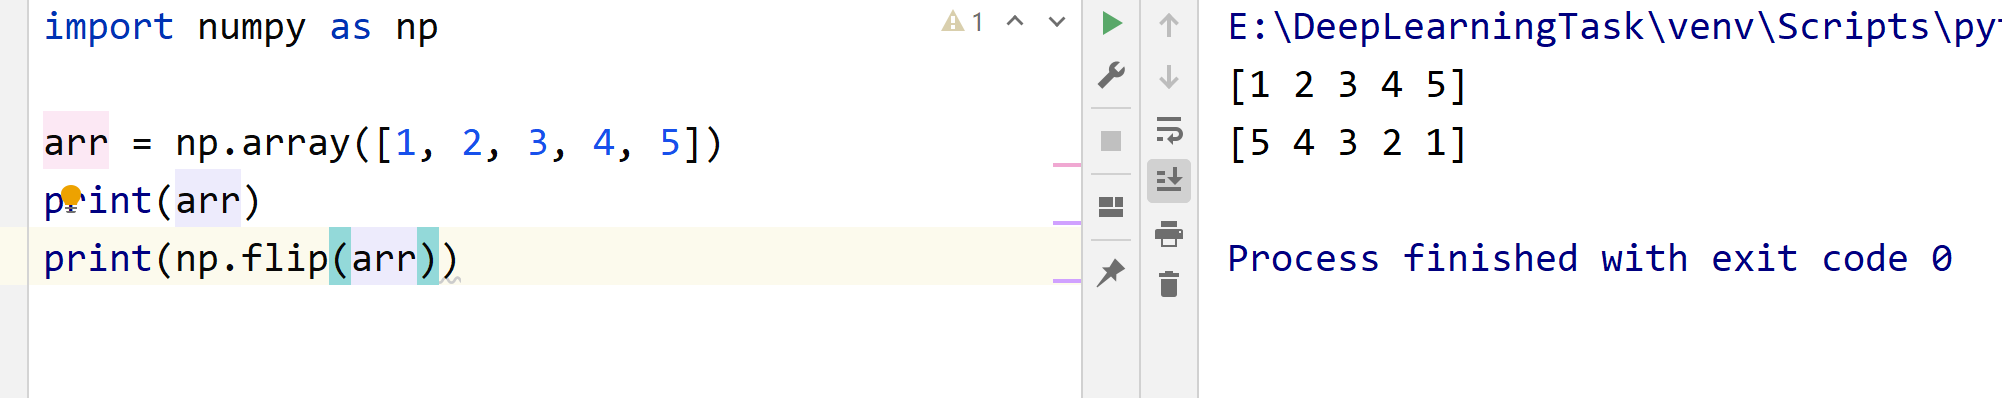 import numpy as np
1
arr = np.array([1, 2, 3, 4, 5])
print(arr)
print(np.flip(arr))
E:\DeepLearningTask\venv\Scripts\py
[1 2 3 4 5]
[5 4 3 2 1]
Process finished with exit code 0